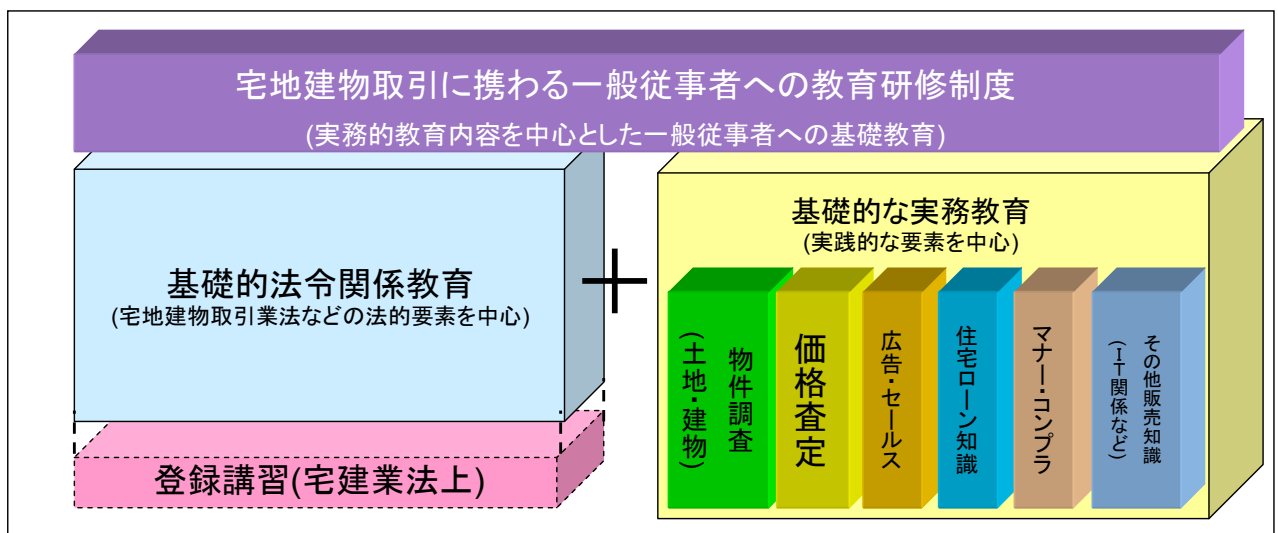 宅地建物取引に携わる一般従事者への教育研修制度
(実務的教育内容を中心とした一般従事者への基礎教育)
基礎的法令関係教育
(宅地建物取引業法などの法的要素を中心)
登録講習(宅建業法上)
+
基礎的な実務教育
(実践的な要素を中心)
物件調査
(土地・建物)
価格査定
広告・セールス
住宅ローン知識
マナー・コンプラ
その他販売知識
(IT関係など)